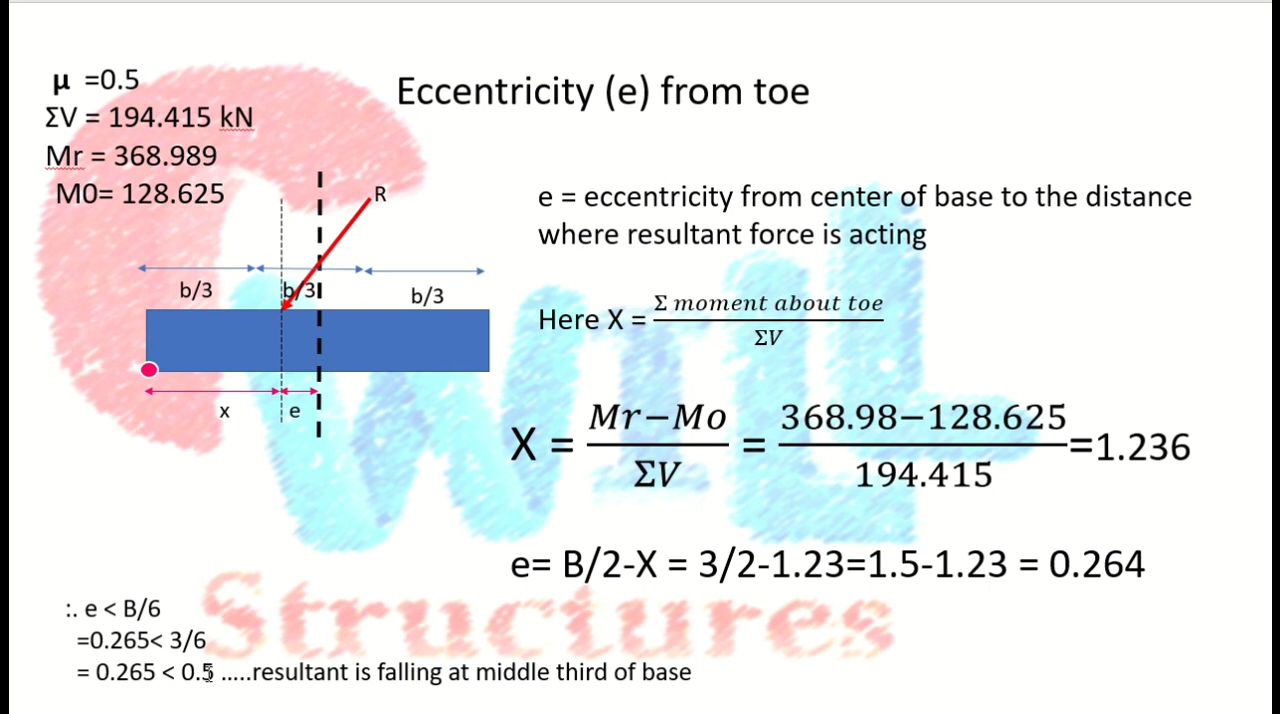 μ =0.5
ΣV = 194.415 kN
Mr = 368.989
M0= 128.625
Eccentricity (e) from toe
R
b/3
b/3
b/3
x
e
e = eccentricity from center of base to the distance
where resultant force is acting
Here X = Σ moment about toe / ΣV
X = Mr−Mo / ΣV = 368.98−128.625 / 194.415 =1.236
e= B/2-X = 3/2-1.23=1.5-1.23 = 0.264
:. e < B/6
=0.265< 3/6
= 0.265 < 0.5 .....resultant is falling at middle third of base
CiviL
Structures